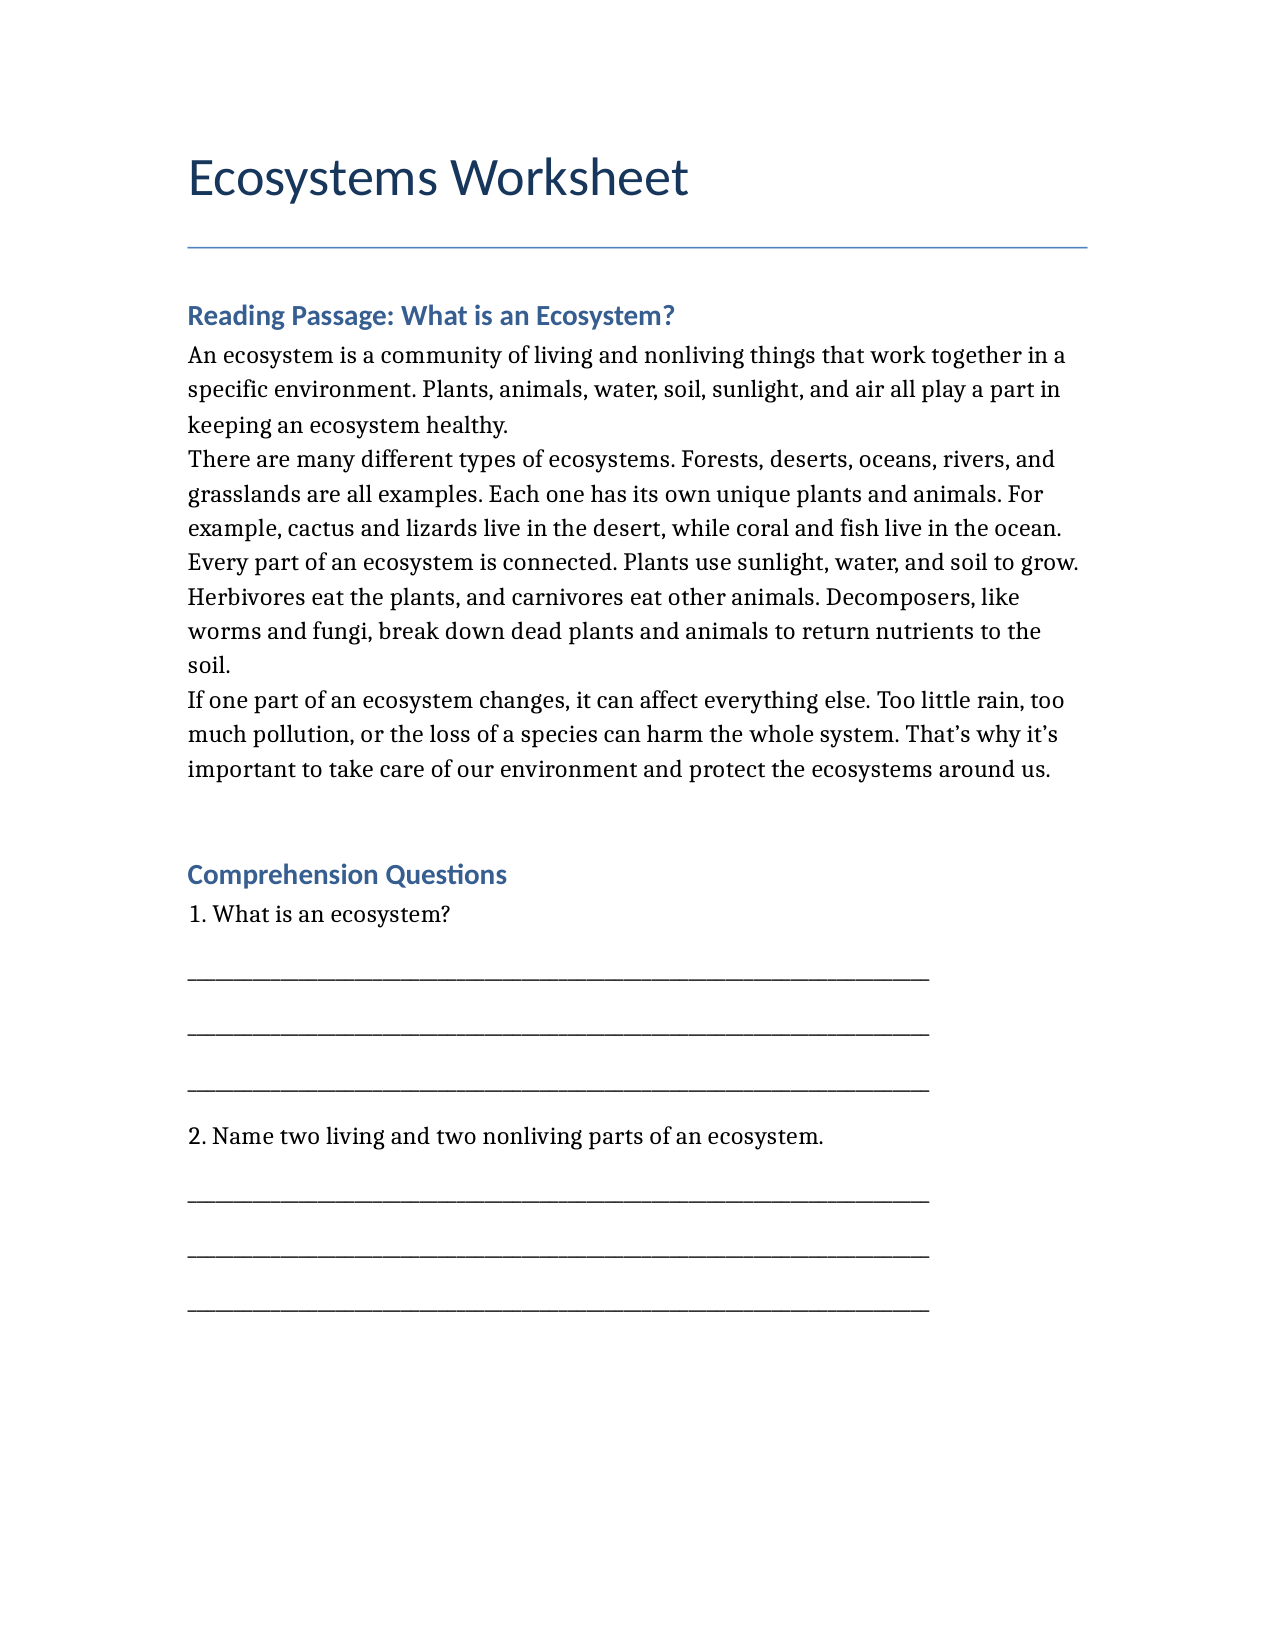 Ecosystems Worksheet
Reading Passage: What is an Ecosystem?
An ecosystem is a community of living and nonliving things that work together in a
specific environment. Plants, animals, water, soil, sunlight, and air all play a part in
keeping an ecosystem healthy.
There are many different types of ecosystems. Forests, deserts, oceans, rivers, and
grasslands are all examples. Each one has its own unique plants and animals. For
example, cactus and lizards live in the desert, while coral and fish live in the ocean.
Every part of an ecosystem is connected. Plants use sunlight, water, and soil to grow.
Herbivores eat the plants, and carnivores eat other animals. Decomposers, like
worms and fungi, break down dead plants and animals to return nutrients to the
soil.
If one part of an ecosystem changes, it can affect everything else. Too little rain, too
much pollution, or the loss of a species can harm the whole system. That’s why it’s
important to take care of our environment and protect the ecosystems around us.
Comprehension Questions
1. What is an ecosystem?
2. Name two living and two nonliving parts of an ecosystem.